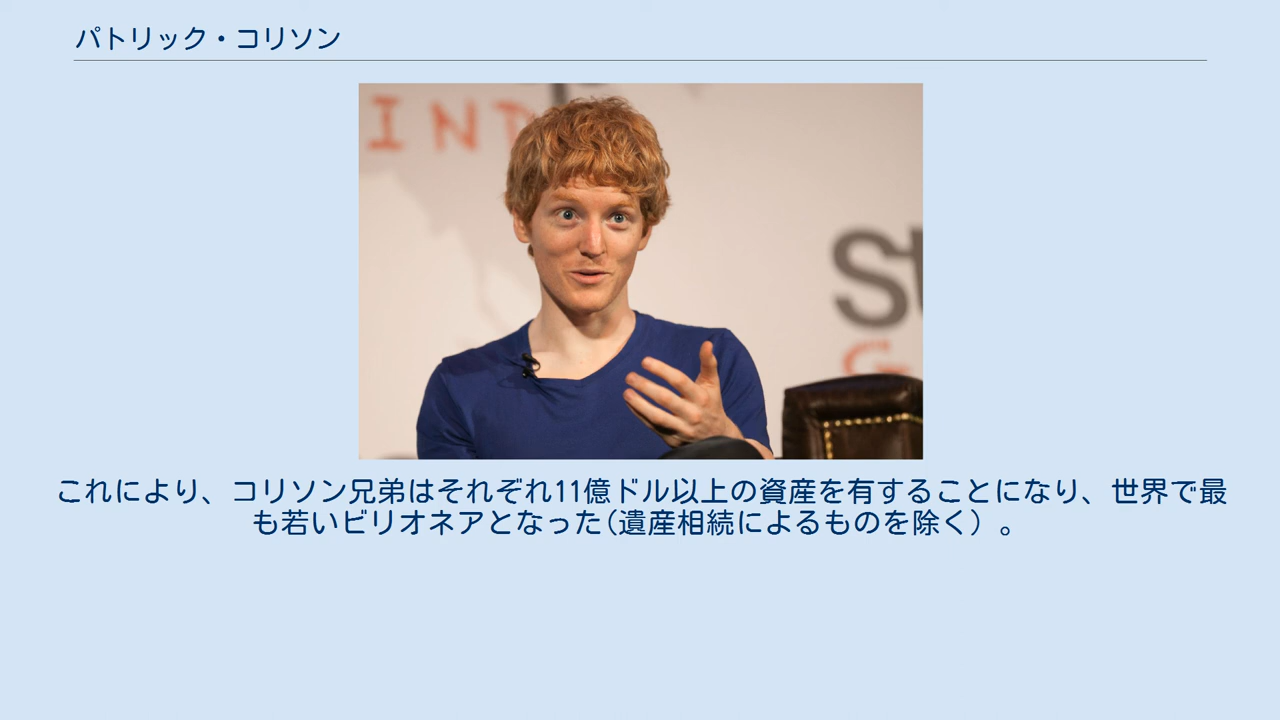 パトリック・コリソン
IND
St
G
これにより、コリソン兄弟はそれぞれ11億ドル以上の資産を有することになり、世界で最
も若いビリオネアとなった(遺産相続によるものを除く）。